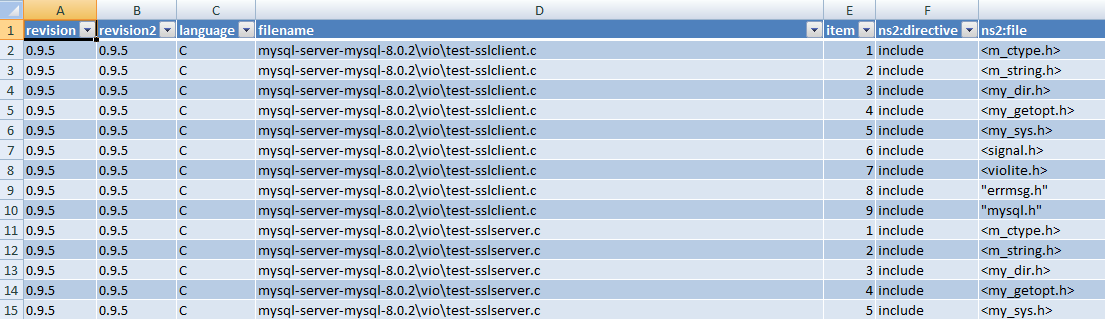 A B C D E F
1 revision revision2 language filename item ns2:directive ns2:file
2 0.9.5 0.9.5 C mysql-server-mysql-8.0.2\vio\test-sslclient.c 1 include <m_ctype.h>
3 0.9.5 0.9.5 C mysql-server-mysql-8.0.2\vio\test-sslclient.c 2 include <m_string.h>
4 0.9.5 0.9.5 C mysql-server-mysql-8.0.2\vio\test-sslclient.c 3 include <my_dir.h>
5 0.9.5 0.9.5 C mysql-server-mysql-8.0.2\vio\test-sslclient.c 4 include <my_getopt.h>
6 0.9.5 0.9.5 C mysql-server-mysql-8.0.2\vio\test-sslclient.c 5 include <my_sys.h>
7 0.9.5 0.9.5 C mysql-server-mysql-8.0.2\vio\test-sslclient.c 6 include <signal.h>
8 0.9.5 0.9.5 C mysql-server-mysql-8.0.2\vio\test-sslclient.c 7 include <violite.h>
9 0.9.5 0.9.5 C mysql-server-mysql-8.0.2\vio\test-sslclient.c 8 include "errmsg.h"
10 0.9.5 0.9.5 C mysql-server-mysql-8.0.2\vio\test-sslclient.c 9 include "mysql.h"
11 0.9.5 0.9.5 C mysql-server-mysql-8.0.2\vio\test-sslserver.c 1 include <m_ctype.h>
12 0.9.5 0.9.5 C mysql-server-mysql-8.0.2\vio\test-sslserver.c 2 include <m_string.h>
13 0.9.5 0.9.5 C mysql-server-mysql-8.0.2\vio\test-sslserver.c 3 include <my_dir.h>
14 0.9.5 0.9.5 C mysql-server-mysql-8.0.2\vio\test-sslserver.c 4 include <my_getopt.h>
15 0.9.5 0.9.5 C mysql-server-mysql-8.0.2\vio\test-sslserver.c 5 include <my_sys.h>